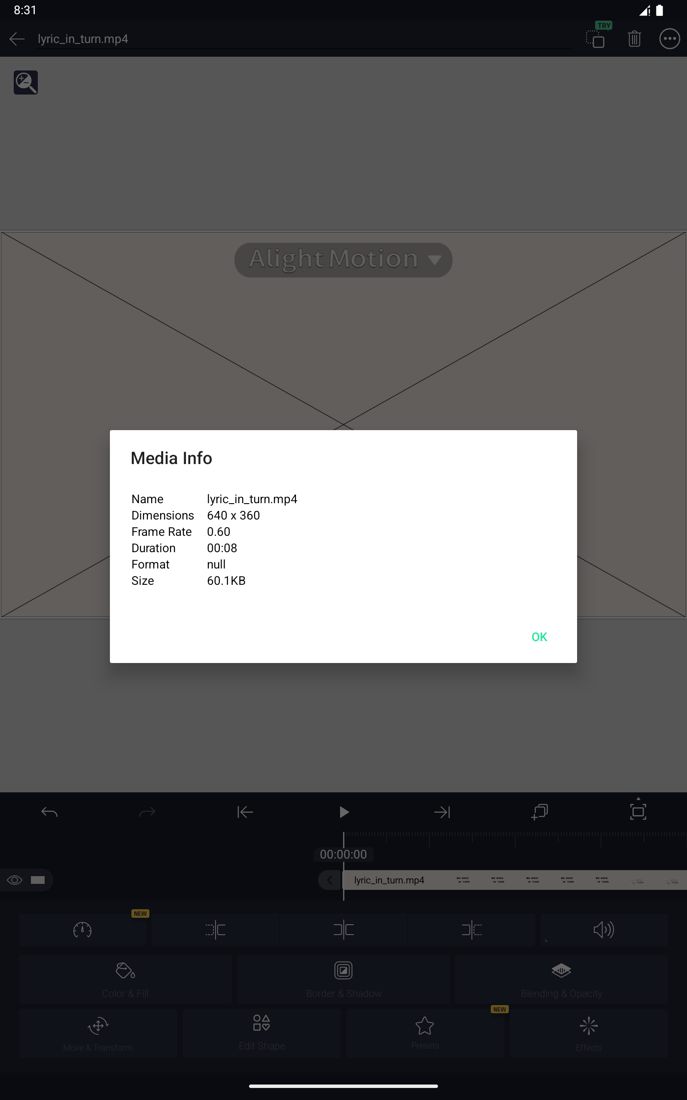 8:31
lyric_in_turn.mp4
TRY
Alight Motion
Media Info
Name lyric_in_turn.mp4
Dimensions 640 x 360
Frame Rate 0.60
Duration 00:08
Format null
Size 60.1KB
OK
00:00:00
lyric_in_turn.mp4
NEW
Color & Fill
Border & Shadow
Blending & Opacity
NEW
Move & Transform
Edit Shape
Presets
Effects